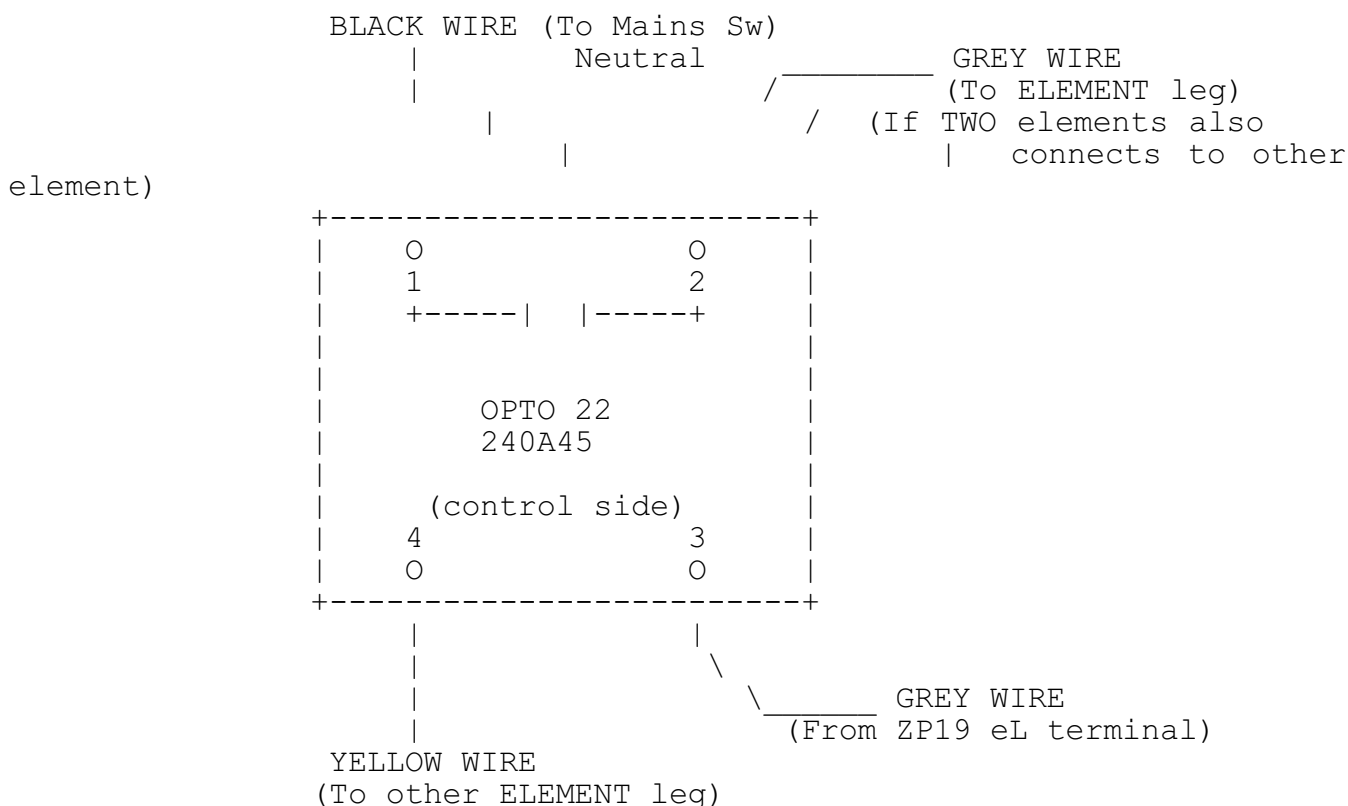 BLACK WIRE (To Mains Sw)
Neutral
GREY WIRE
(To ELEMENT leg)
(If TWO elements also
connects to other
element)
O O
1 2
OPTO 22
240A45
(control side)
4 3
O O
GREY WIRE
(From ZP19 eL terminal)
YELLOW WIRE
(To other ELEMENT leg)